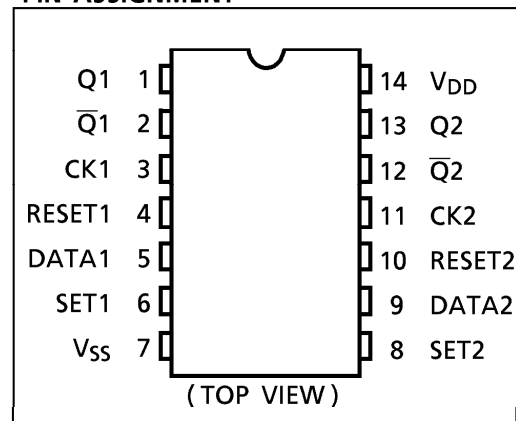 PIN ASSIGNMENT
Q1 1 14 VDD
Q̅1 2 13 Q2
CK1 3 12 Q̅2
RESET1 4 11 CK2
DATA1 5 10 RESET2
SET1 6 9 DATA2
VSS 7 8 SET2
(TOP VIEW)